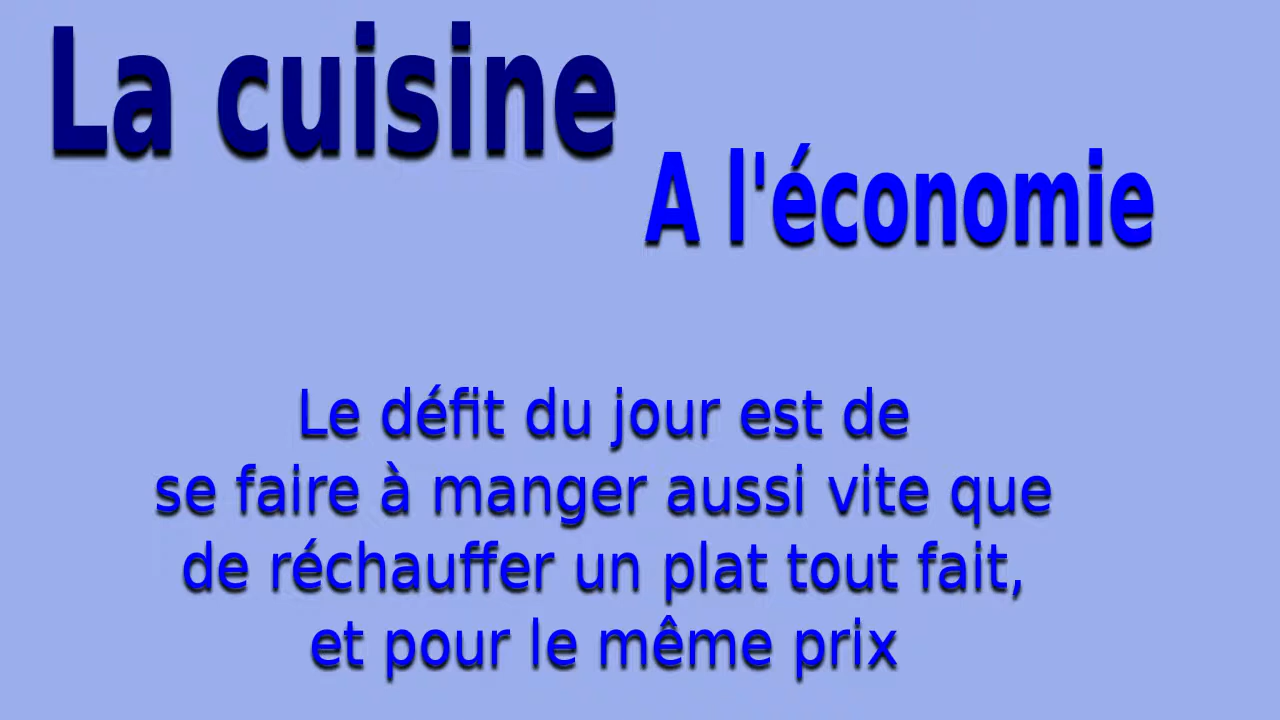 La cuisine
A l'économie
Le défit du jour est de
se faire à manger aussi vite que
de réchauffer un plat tout fait,
et pour le même prix